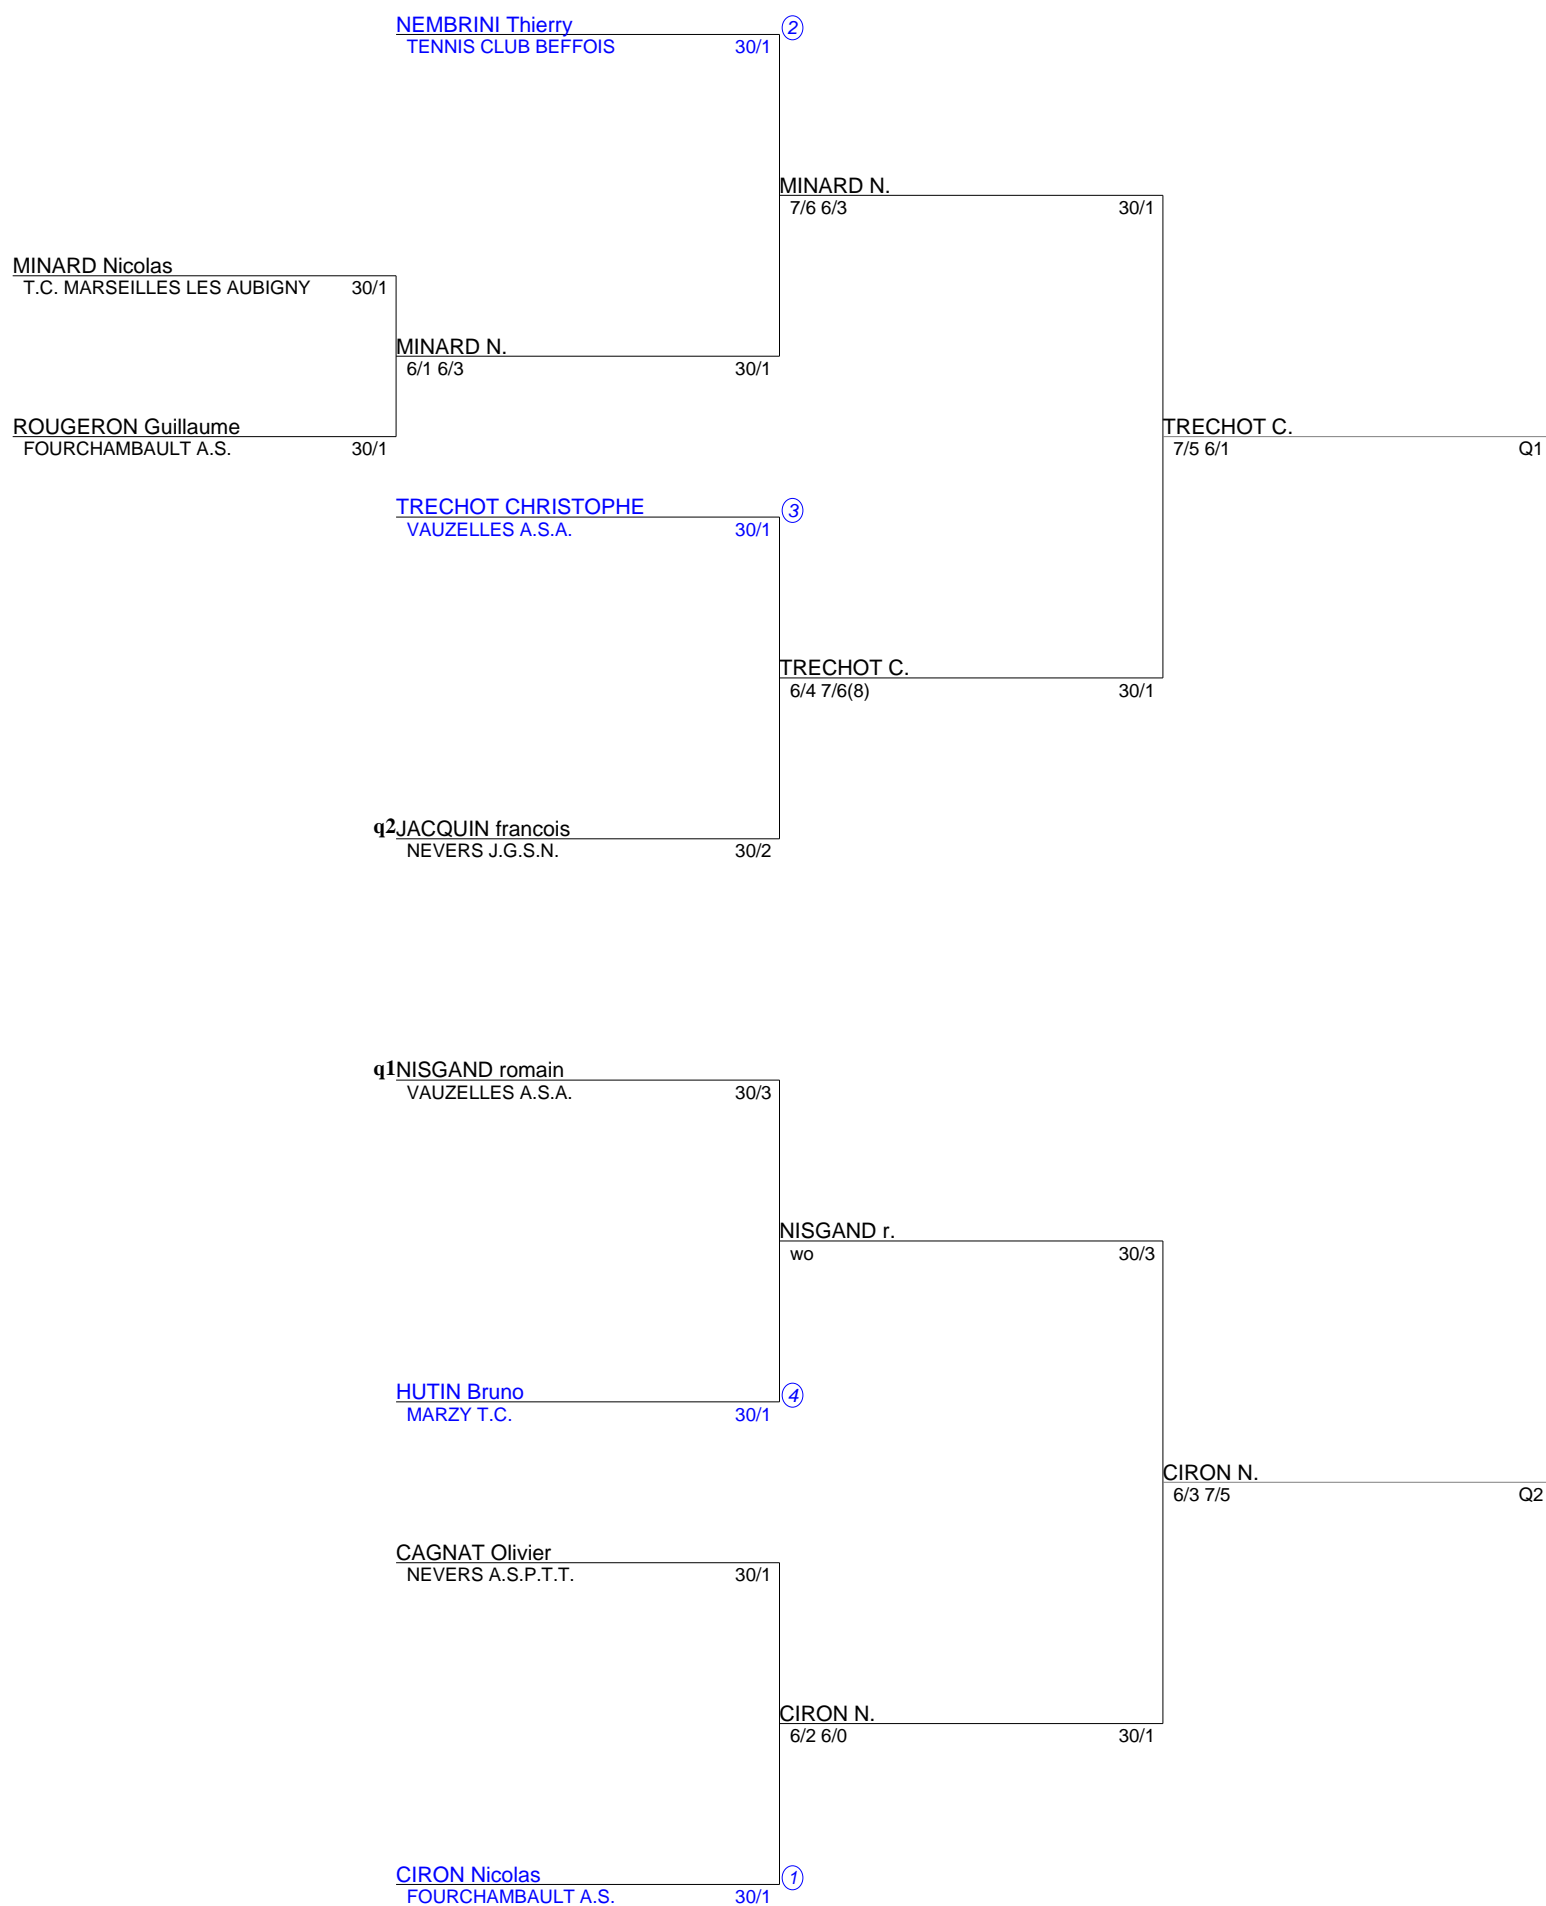 NEMBRINI Thierry ②
TENNIS CLUB BEFFOIS 30/1
MINARD N.
7/6 6/3 30/1
MINARD Nicolas
T.C. MARSEILLES LES AUBIGNY 30/1
MINARD N.
6/1 6/3 30/1
ROUGERON Guillaume
FOURCHAMBAULT A.S. 30/1
TRECHOT C.
7/5 6/1 Q1
TRECHOT CHRISTOPHE ③
VAUZELLES A.S.A. 30/1
TRECHOT C.
6/4 7/6(8) 30/1
q2 JACQUIN francois
NEVERS J.G.S.N. 30/2
q1 NISGAND romain
VAUZELLES A.S.A. 30/3
NISGAND r.
wo 30/3
HUTIN Bruno ④
MARZY T.C. 30/1
CIRON N.
6/3 7/5 Q2
CAGNAT Olivier
NEVERS A.S.P.T.T. 30/1
CIRON N.
6/2 6/0 30/1
CIRON Nicolas ①
FOURCHAMBAULT A.S. 30/1